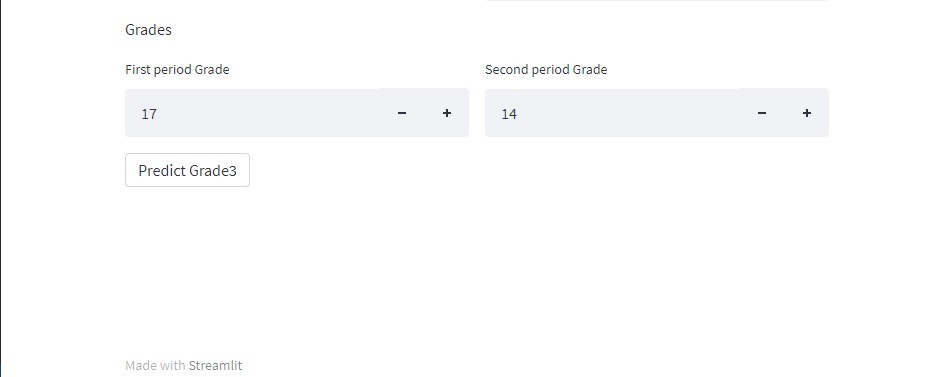 Grades
First period Grade
Second period Grade
17
14
Predict Grade3
Made with Streamlit